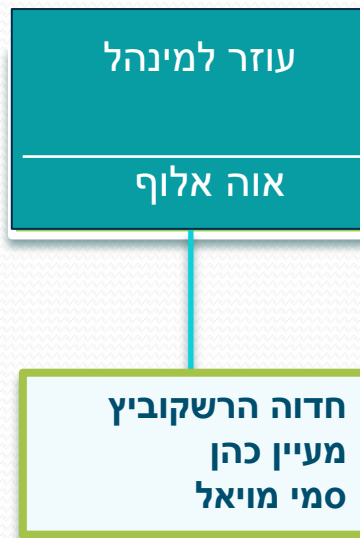 עוזר למינהל
אוה אלוף
חדוה הרשקוביץ
מעיין כהן
סמי מויאל